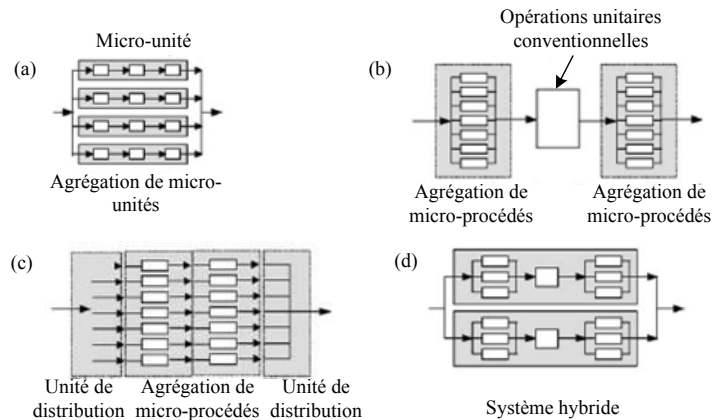 Micro-unité
(a)
Agrégation de micro-
unités
Opérations unitaires
conventionnelles
(b)
Agrégation de
micro-procédés
Agrégation de
micro-procédés
(c)
Unité de
distribution
Agrégation de
micro-procédés
Unité de
distribution
(d)
Système hybride